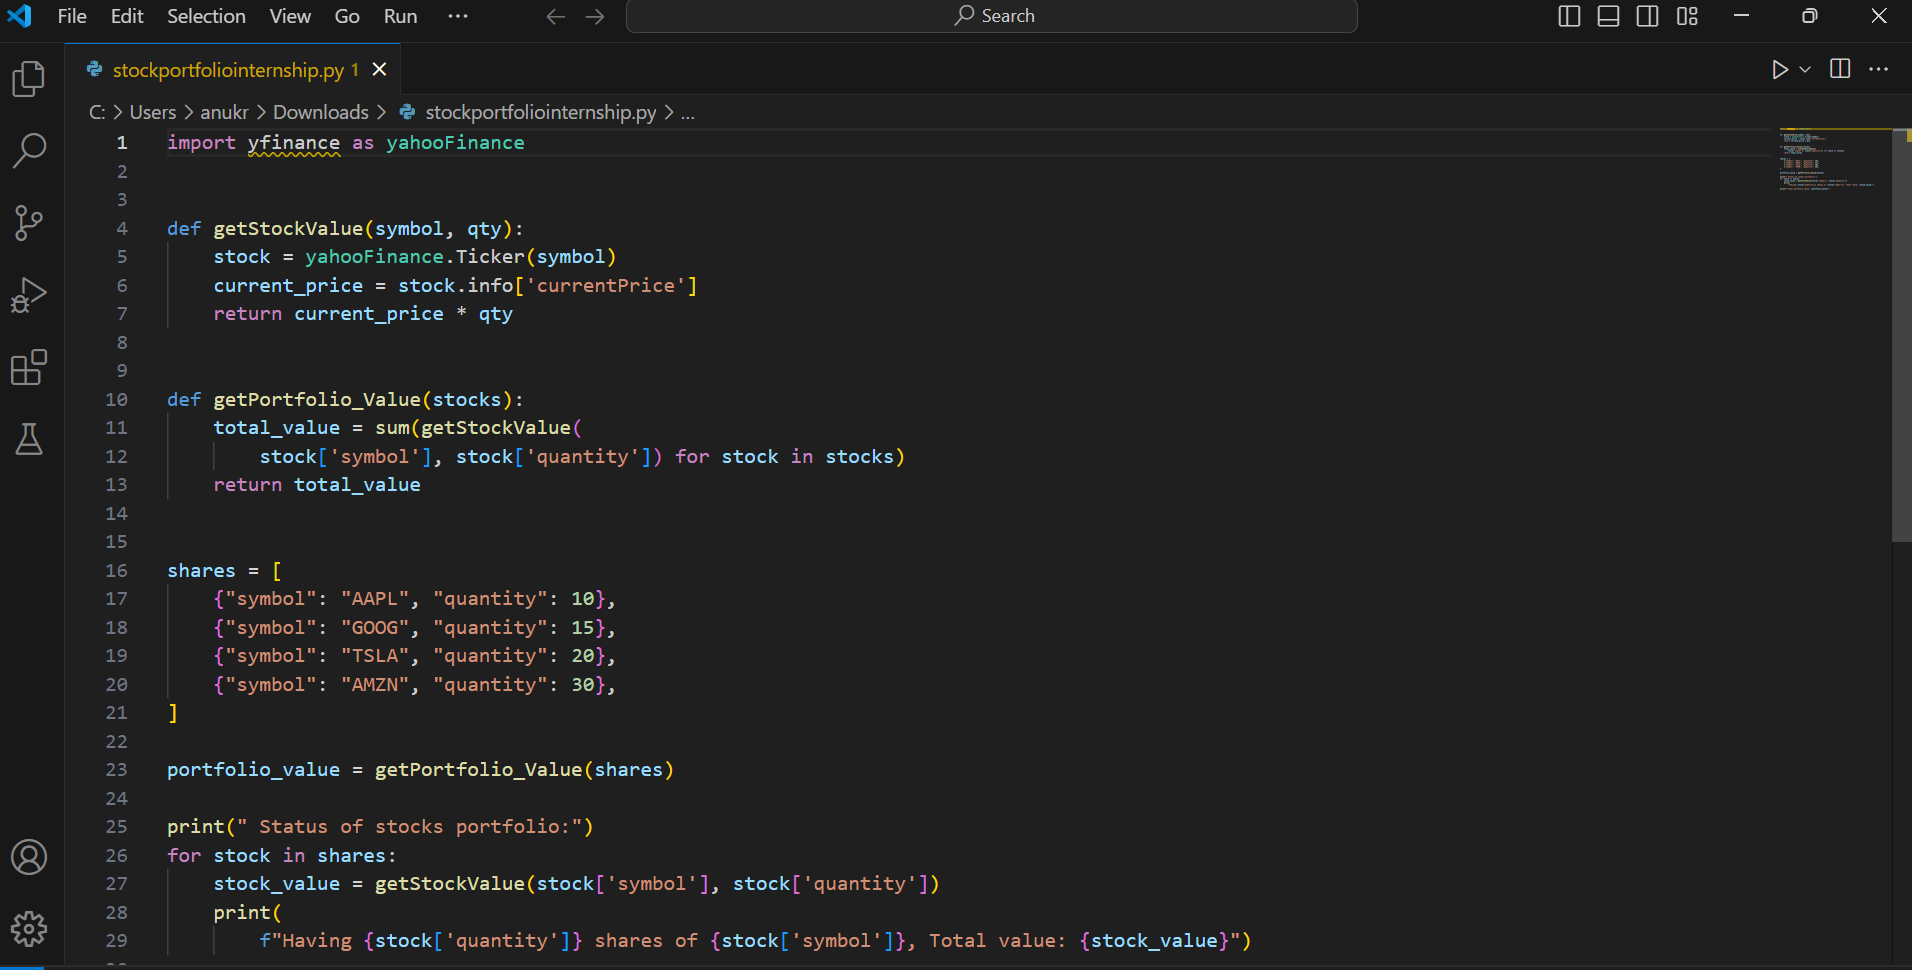 File Edit Selection View Go Run ... Search
stockportfoliointernship.py 1
C: > Users > anukr > Downloads > stockportfoliointernship.py > ...
1 import yfinance as yahooFinance
2
3
4 def getStockValue(symbol, qty):
5     stock = yahooFinance.Ticker(symbol)
6     current_price = stock.info['currentPrice']
7     return current_price * qty
8
9
10 def getPortfolio_Value(stocks):
11     total_value = sum(getStockValue(
12         stock['symbol'], stock['quantity']) for stock in stocks)
13     return total_value
14
15
16 shares = [
17     {"symbol": "AAPL", "quantity": 10},
18     {"symbol": "GOOG", "quantity": 15},
19     {"symbol": "TSLA", "quantity": 20},
20     {"symbol": "AMZN", "quantity": 30},
21 ]
22
23 portfolio_value = getPortfolio_Value(shares)
24
25 print(" Status of stocks portfolio:")
26 for stock in shares:
27     stock_value = getStockValue(stock['symbol'], stock['quantity'])
28     print(
29         f"Having {stock['quantity']} shares of {stock['symbol']}, Total value: {stock_value}")